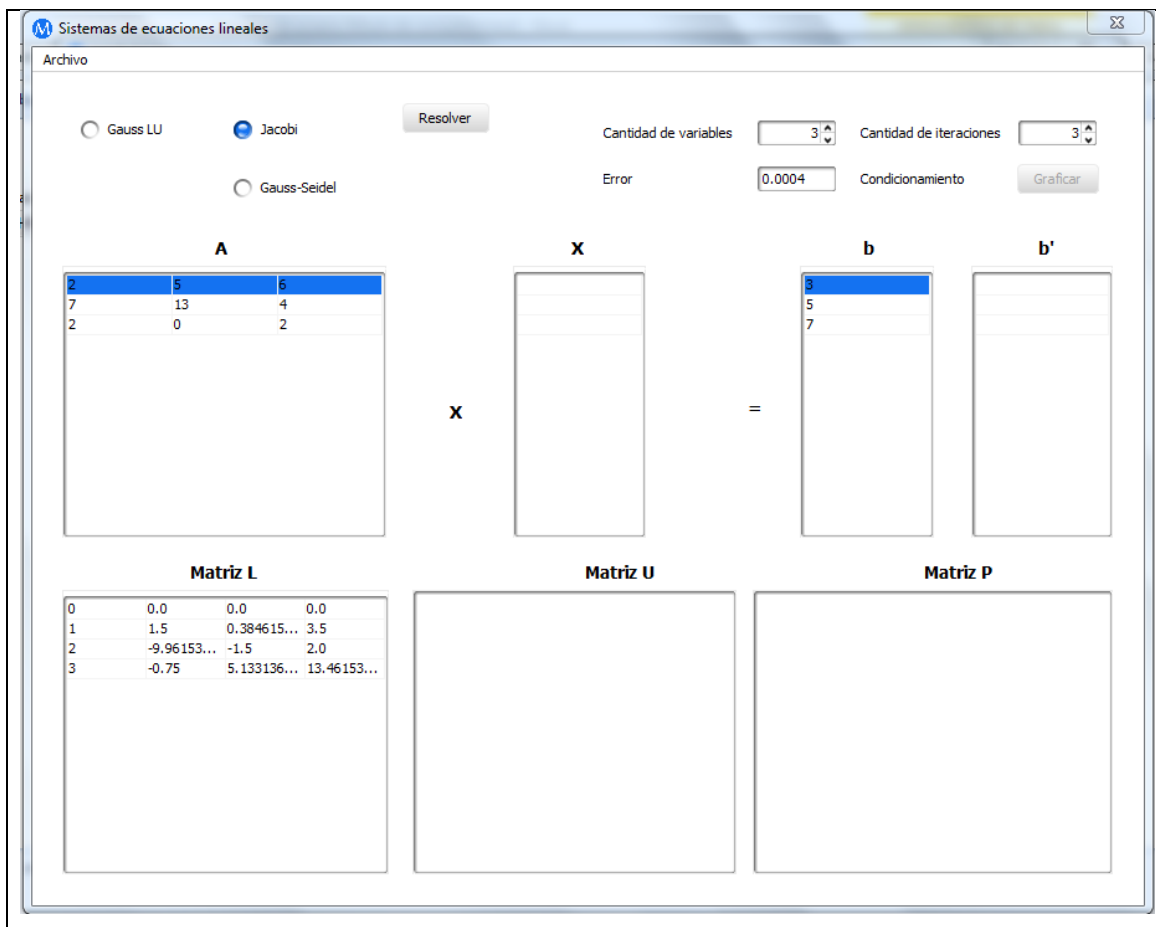 Sistemas de ecuaciones lineales
Archivo
Gauss LU Jacobi Resolver Cantidad de variables 3 Cantidad de iteraciones 3
Gauss-Seidel Error 0.0004 Condicionamiento Graficar
A X b b'
2 5 6 3
7 13 4 5
2 0 2 7
x =
Matriz L Matriz U Matriz P
0 0.0 0.0 0.0
1 1.5 0.384615... 3.5
2 -9.96153... -1.5 2.0
3 -0.75 5.133136... 13.46153...